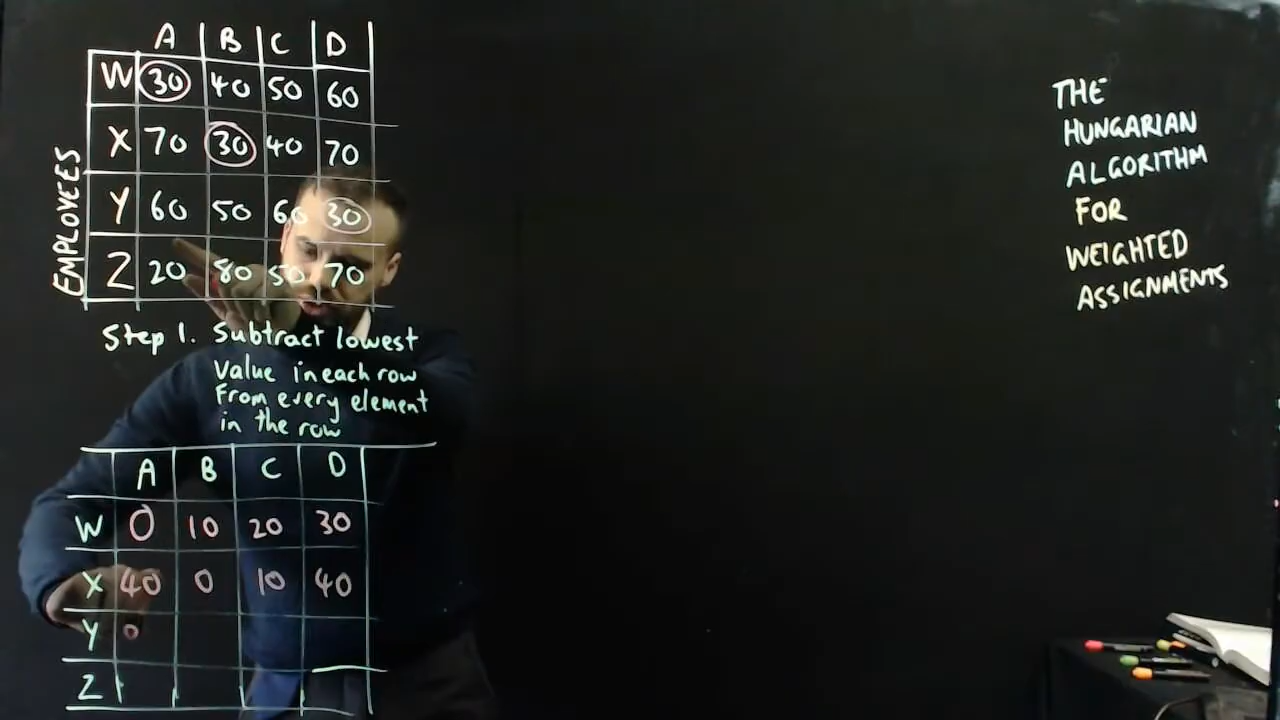 A B C D
W 30 40 50 60
X 70 30 40 70
Y 60 50 60 30
Z 20 80 50 70
EMPLOYEES
Step 1. Subtract lowest
Value in each row
From every element
in the row
A B C D
W 0 10 20 30
X 40 0 10 40
Y 0
Z
THE
HUNGARIAN
ALGORITHM
FOR
WEIGHTED
ASSIGNMENTS